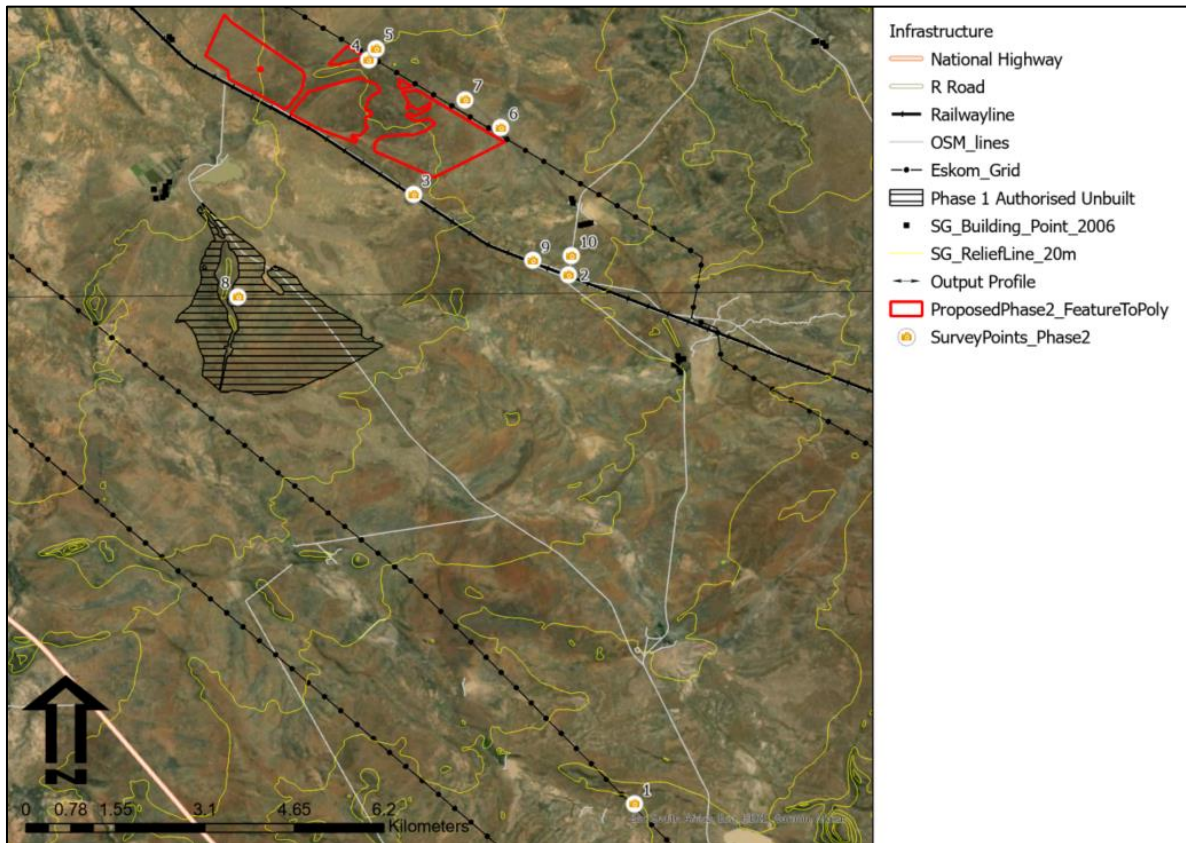 5
4
7
6
3
9
10
2
8
1
N
0 0.78 1.55 3.1 4.65 6.2
Kilometers
Infrastructure
National Highway
R Road
Railwayline
OSM_lines
Eskom_Grid
Phase 1 Authorised Unbuilt
SG_Building_Point_2006
SG_ReliefLine_20m
Output Profile
ProposedPhase2_FeatureToPoly
SurveyPoints_Phase2